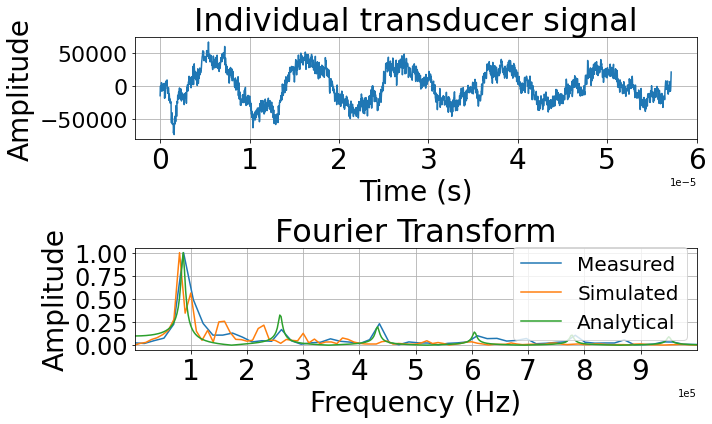 Individual transducer signal
Amplitude
50000
0
−50000
0 1 2 3 4 5 6
1e−5
Time (s)
Fourier Transform
Amplitude
1.00
0.75
0.50
0.25
0.00
Measured
Simulated
Analytical
1 2 3 4 5 6 7 8 9
1e5
Frequency (Hz)